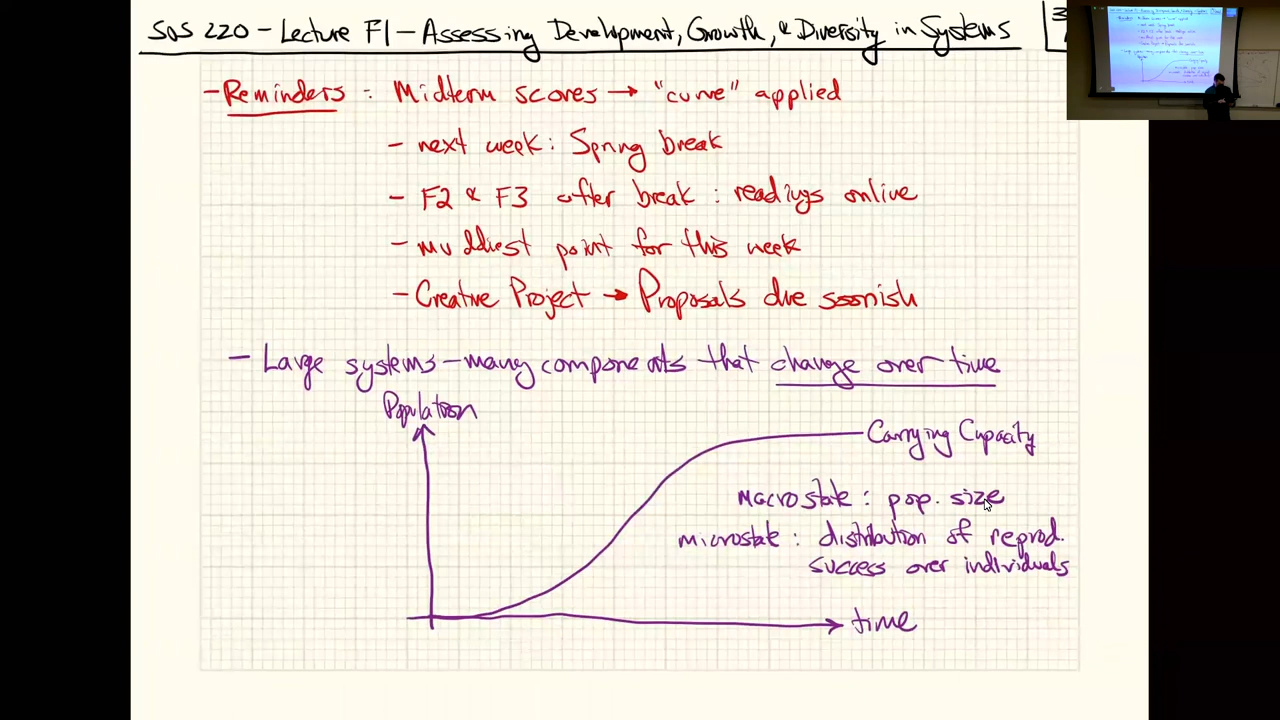 SOS 220 - Lecture F1 - Assessing Development, Growth, & Diversity in Systems
- Reminders : Midterm scores → "curve" applied
- next week : Spring break
- F2 & F3 after break : readings online
- muddiest point for this week
- Creative Project → Proposals due soonish
- Large systems - many components that change over time
Population
Carrying Capacity
macrostate : pop. size
microstate : distribution of reprod.
success over individuals
time